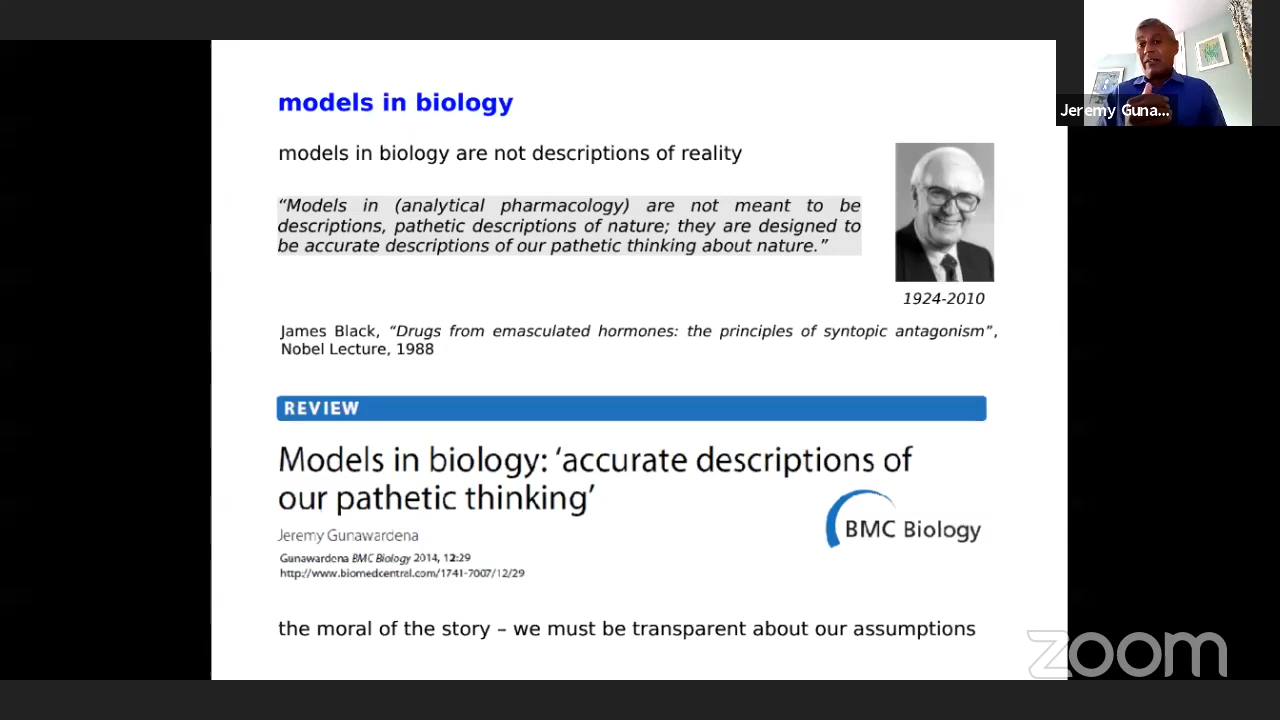 models in biology
models in biology are not descriptions of reality
“Models in (analytical pharmacology) are not meant to be
descriptions, pathetic descriptions of nature; they are designed to
be accurate descriptions of our pathetic thinking about nature.”
1924-2010
James Black, “Drugs from emasculated hormones: the principles of syntopic antagonism”,
Nobel Lecture, 1988
REVIEW
Models in biology: ‘accurate descriptions of
our pathetic thinking’
Jeremy Gunawardena
BMC Biology
Gunawardena BMC Biology 2014, 12:29
http://www.biomedcentral.com/1741-7007/12/29
the moral of the story – we must be transparent about our assumptions
Jeremy Guna...
zoom